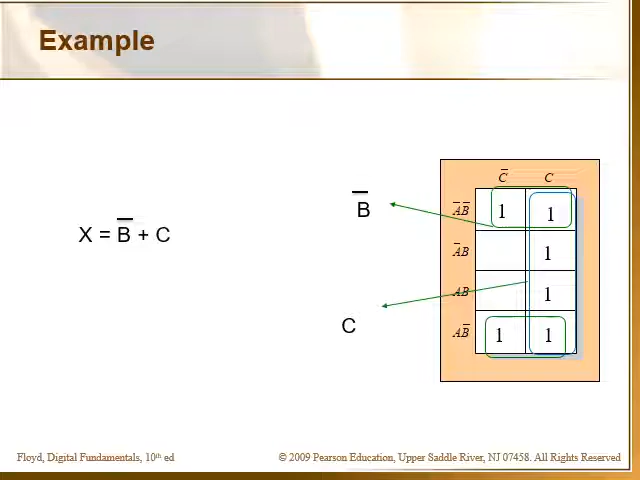 Example
X = B̅ + C
B̅
C
C̅ C
A̅B̅ 1 1
A̅B 1
AB 1
AB̅ 1 1
Floyd, Digital Fundamentals, 10th ed
© 2009 Pearson Education, Upper Saddle River, NJ 07458. All Rights Reserved